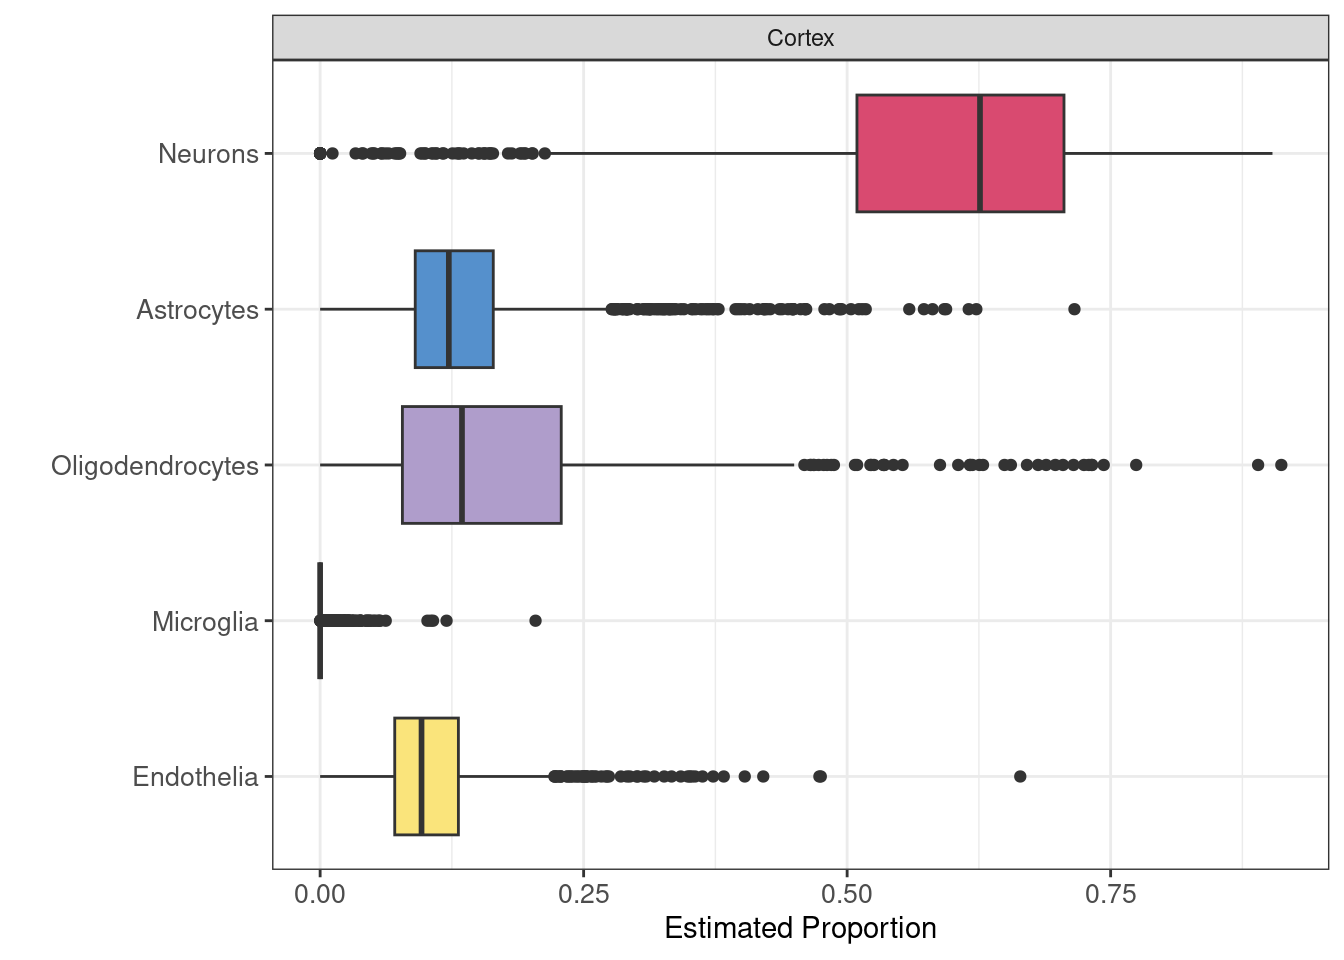 Cortex
Neurons
Astrocytes
Oligodendrocytes
Microglia
Endothelia
0.00 0.25 0.50 0.75
Estimated Proportion